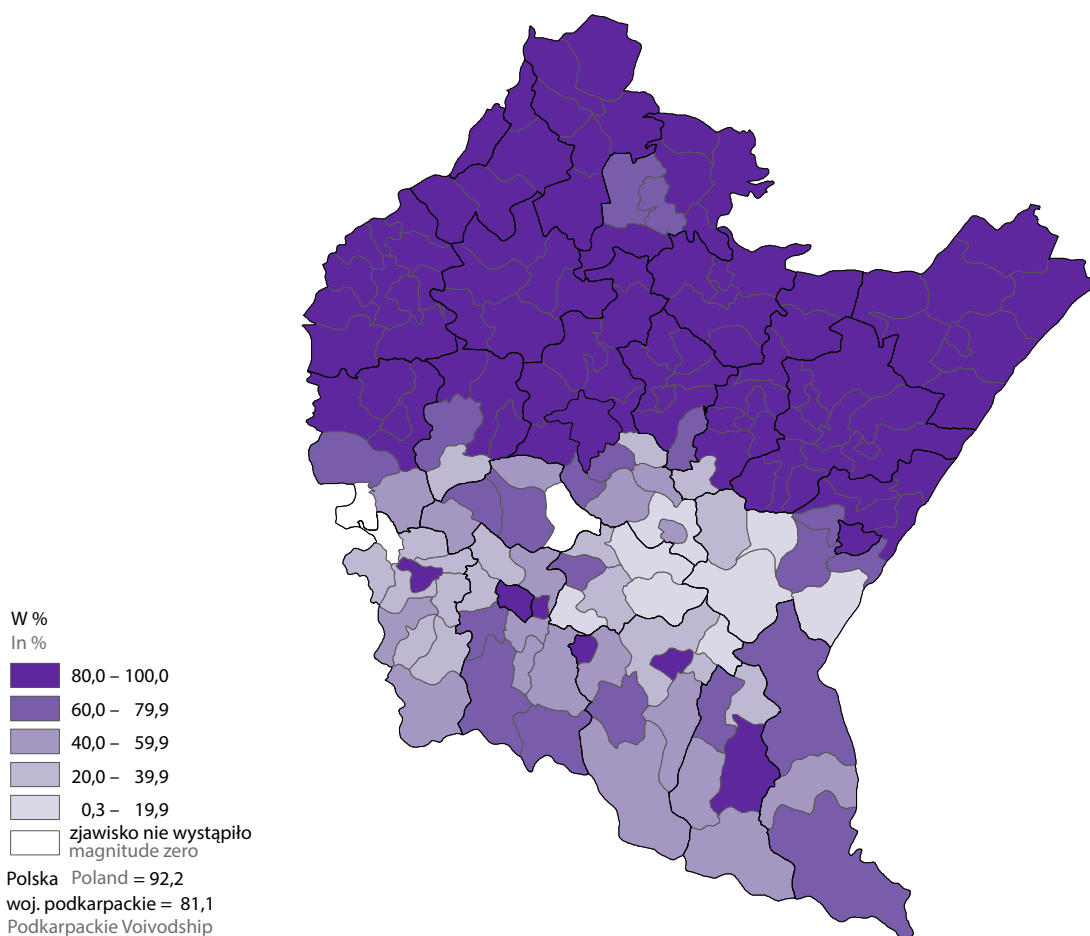 W %
In %
80,0 – 100,0
60,0 – 79,9
40,0 – 59,9
20,0 – 39,9
0,3 – 19,9
zjawisko nie wystąpiło
magnitude zero
Polska Poland = 92,2
woj. podkarpackie = 81,1
Podkarpackie Voivodship